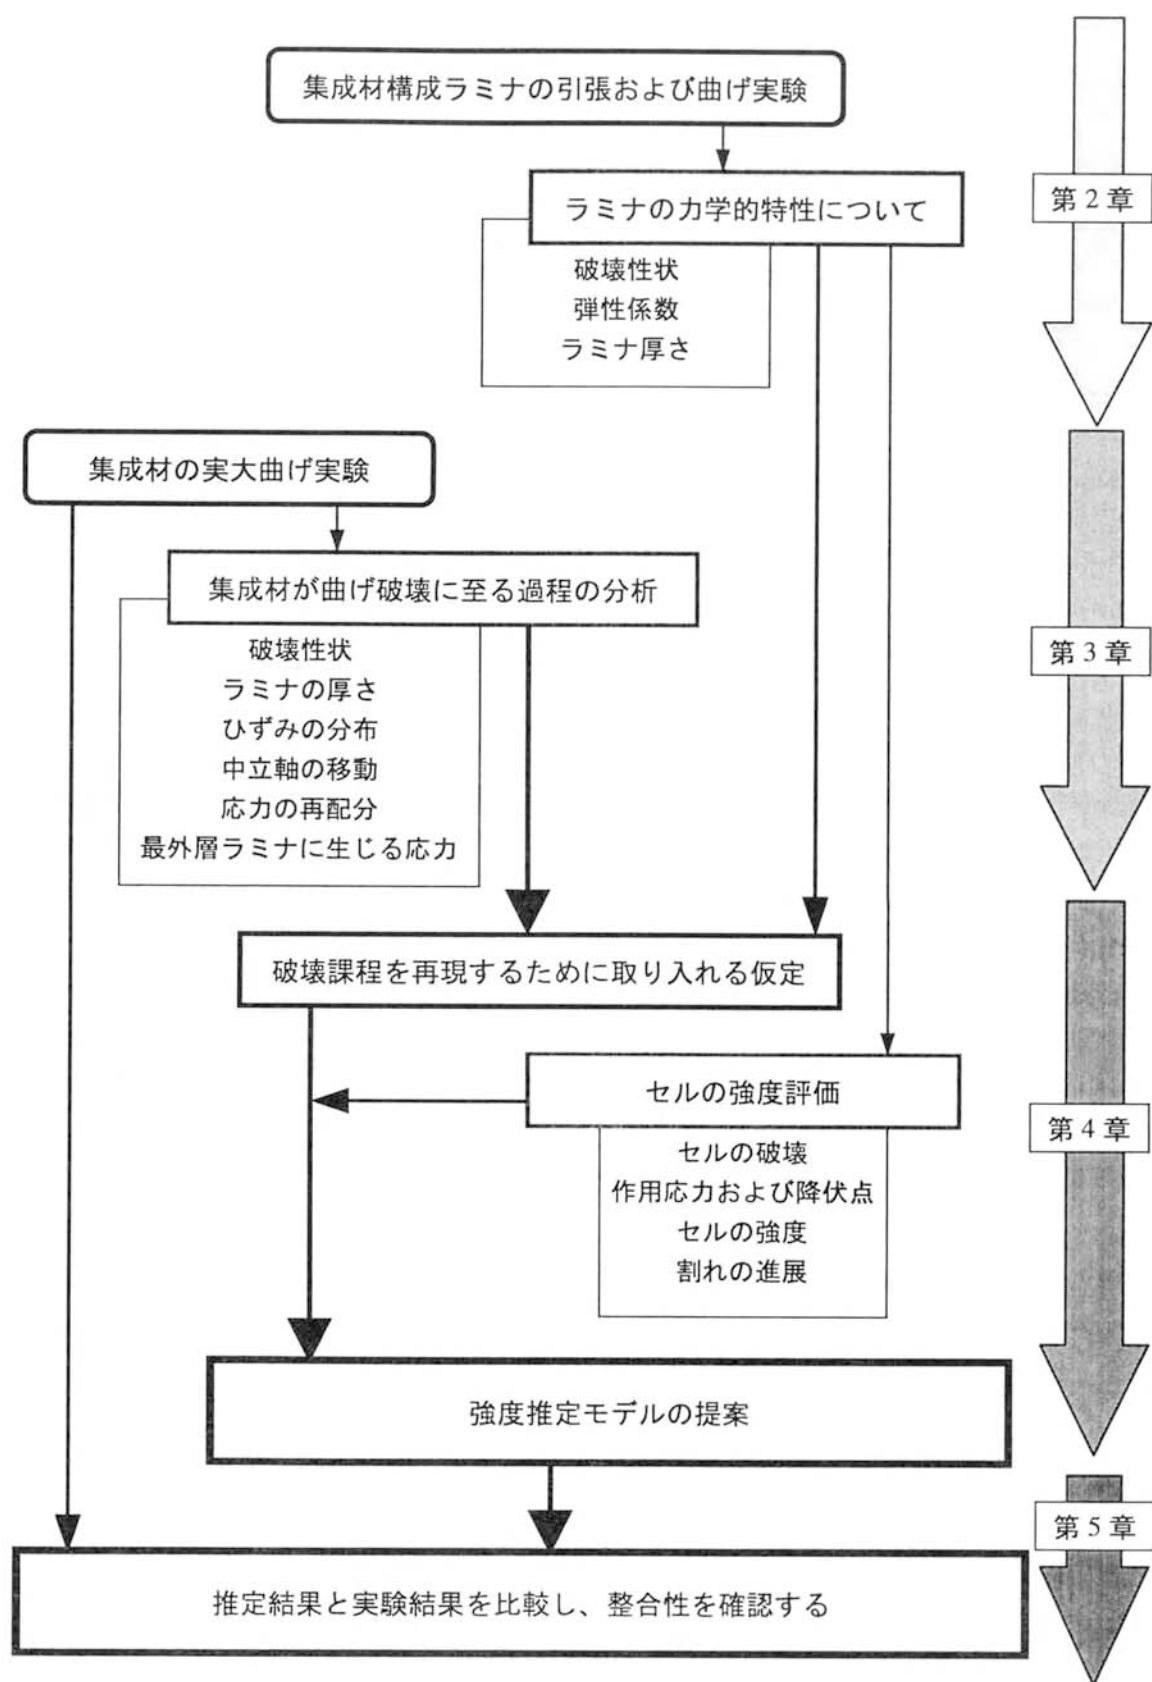 集成材構成ラミナの引張および曲げ実験
ラミナの力学的特性について
第2章
破壊性状
弾性係数
ラミナ厚さ
集成材の実大曲げ実験
集成材が曲げ破壊に至る過程の分析
第3章
破壊性状
ラミナの厚さ
ひずみの分布
中立軸の移動
応力の再配分
最外層ラミナに生じる応力
破壊課程を再現するために取り入れる仮定
セルの強度評価
第4章
セルの破壊
作用応力および降伏点
セルの強度
割れの進展
強度推定モデルの提案
第5章
推定結果と実験結果を比較し、整合性を確認する